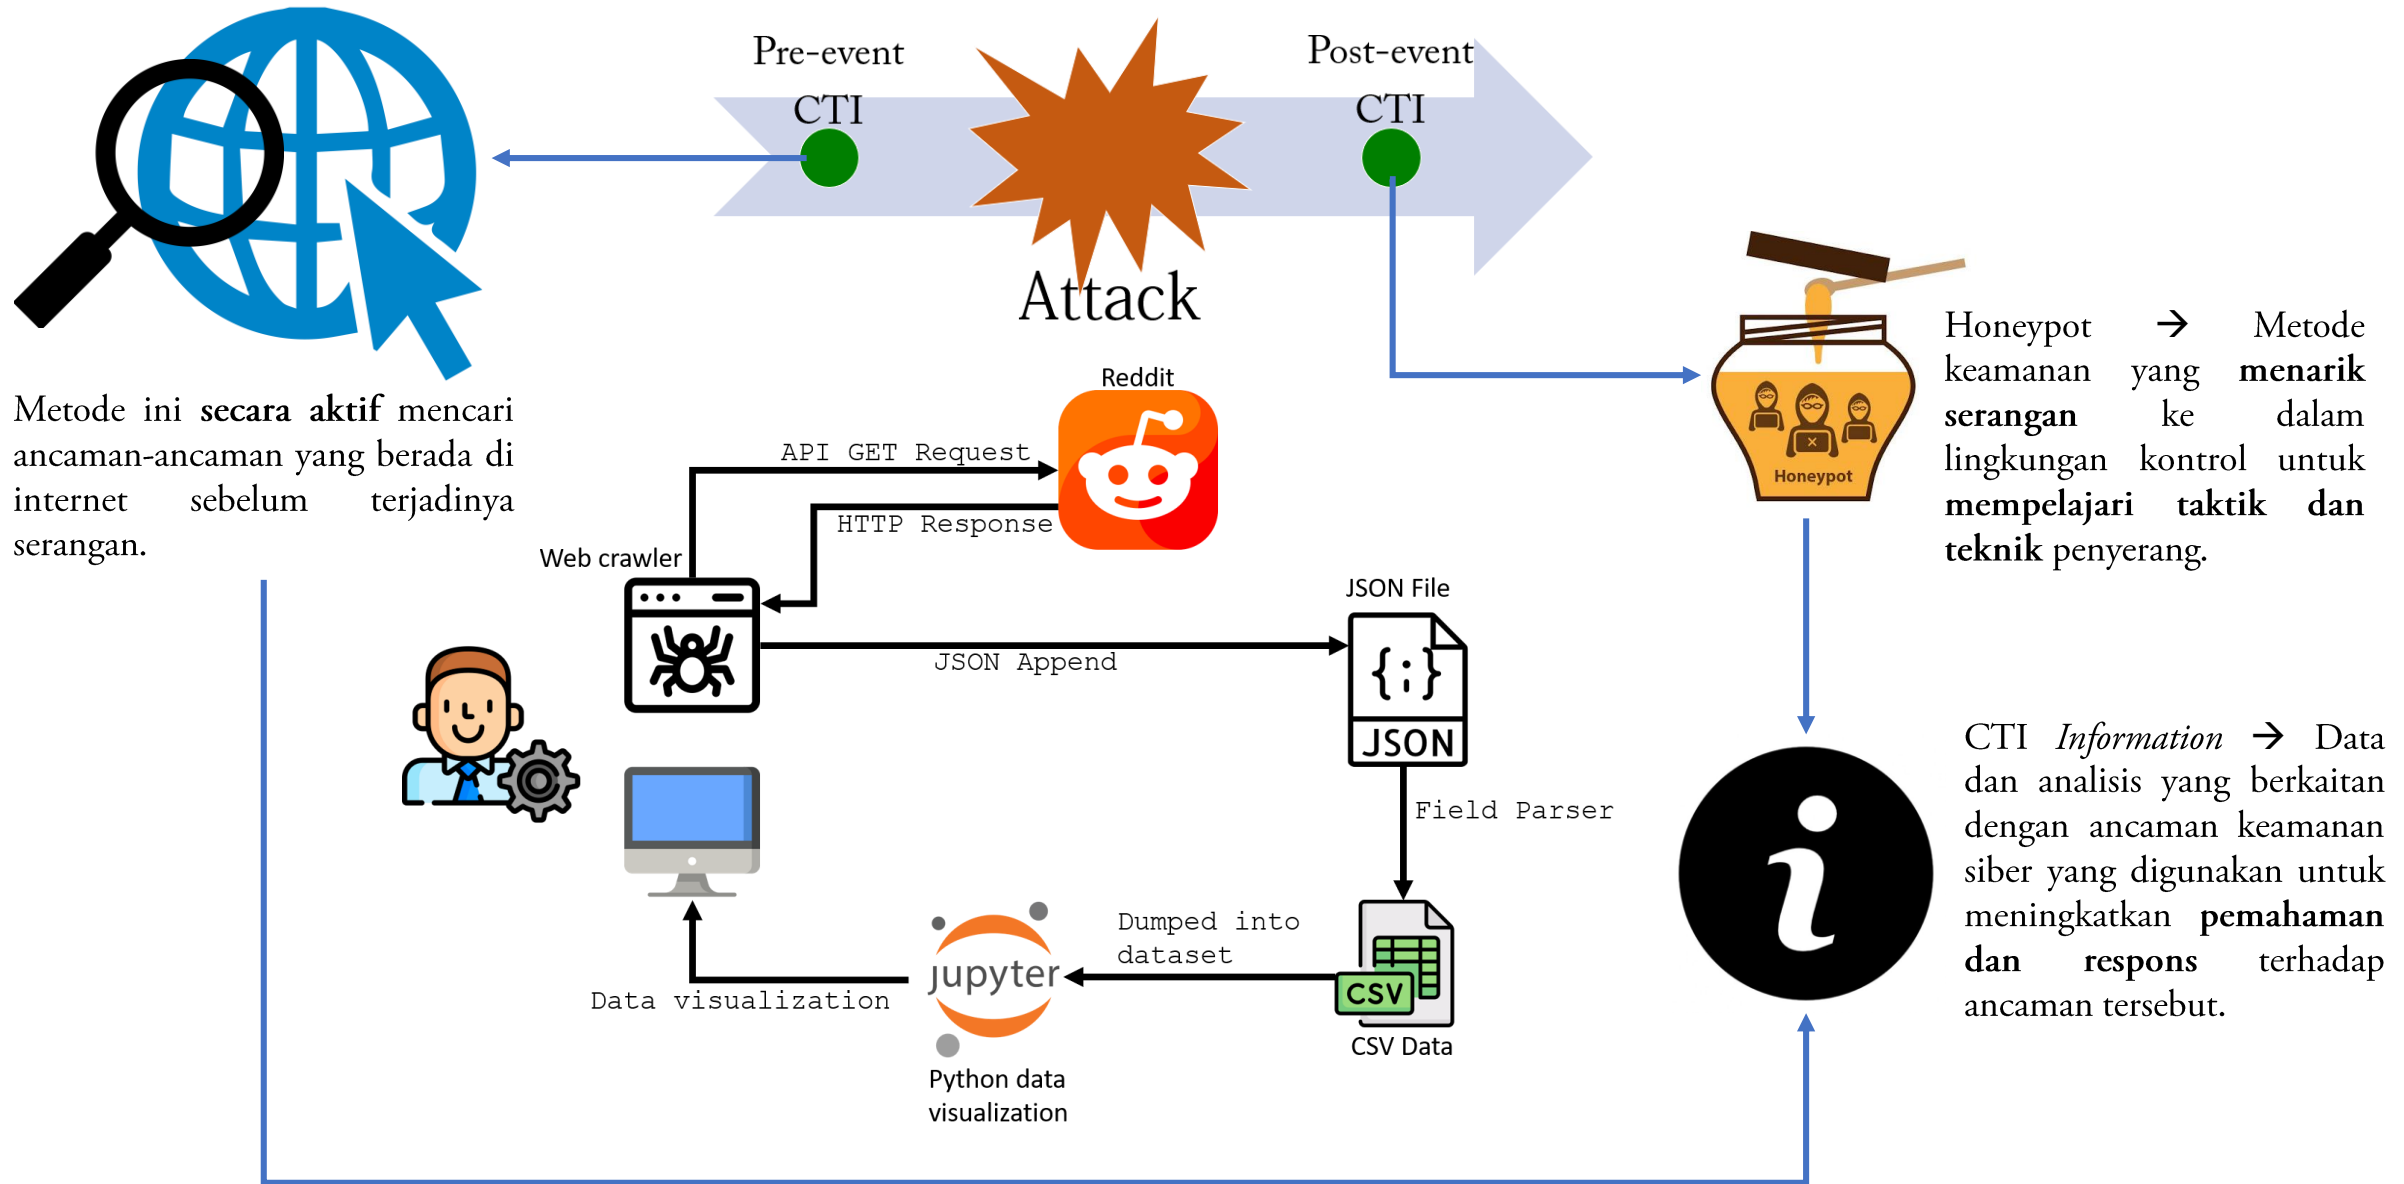 Pre-event
CTI
Post-event
CTI
Attack
Metode ini secara aktif mencari
ancaman-ancaman yang berada di
internet sebelum terjadinya
serangan.
Honeypot
Honeypot → Metode
keamanan yang menarik
serangan ke dalam
lingkungan kontrol untuk
mempelajari taktik dan
teknik penyerang.
Reddit
API GET Request
HTTP Response
Web crawler
JSON Append
JSON File
{;}
JSON
Field Parser
CSV
CSV Data
Dumped into
dataset
jupyter
Python data
visualization
Data visualization
i
CTI Information → Data
dan analisis yang berkaitan
dengan ancaman keamanan
siber yang digunakan untuk
meningkatkan pemahaman
dan respons terhadap
ancaman tersebut.